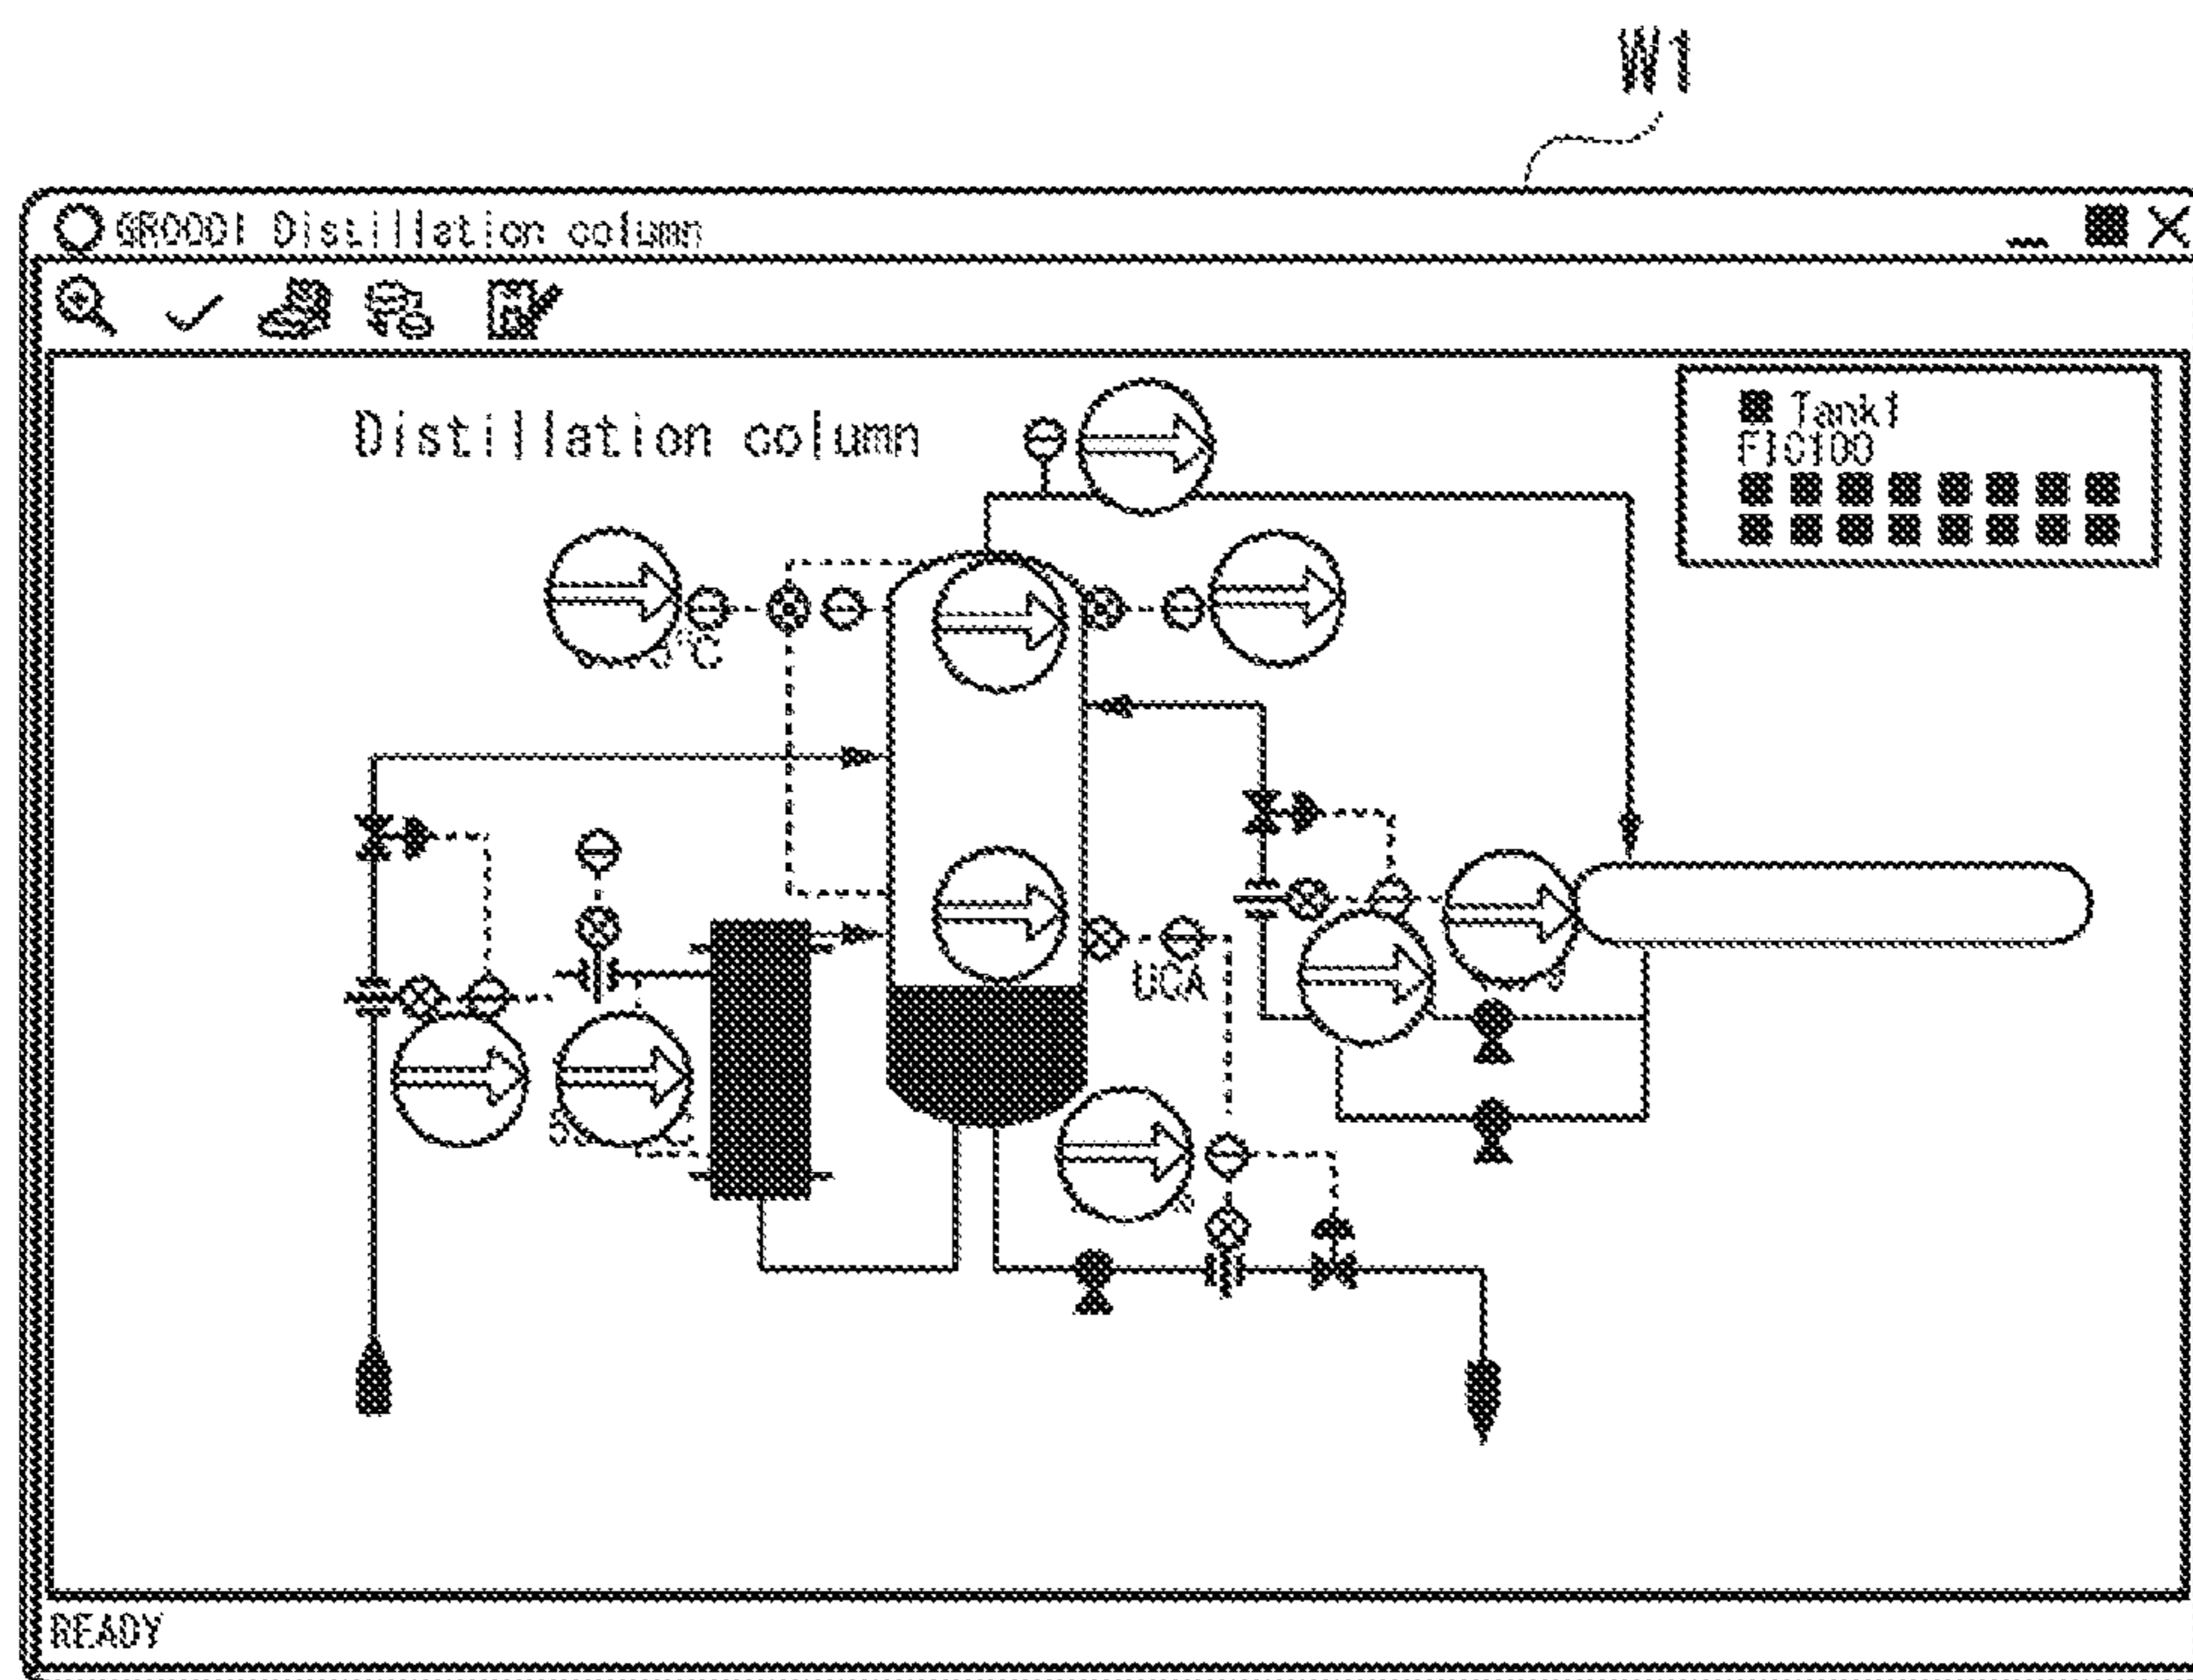 W1
GR0001 Distillation column
Distillation column
Tank1
FIC100
°C
UCA
READY